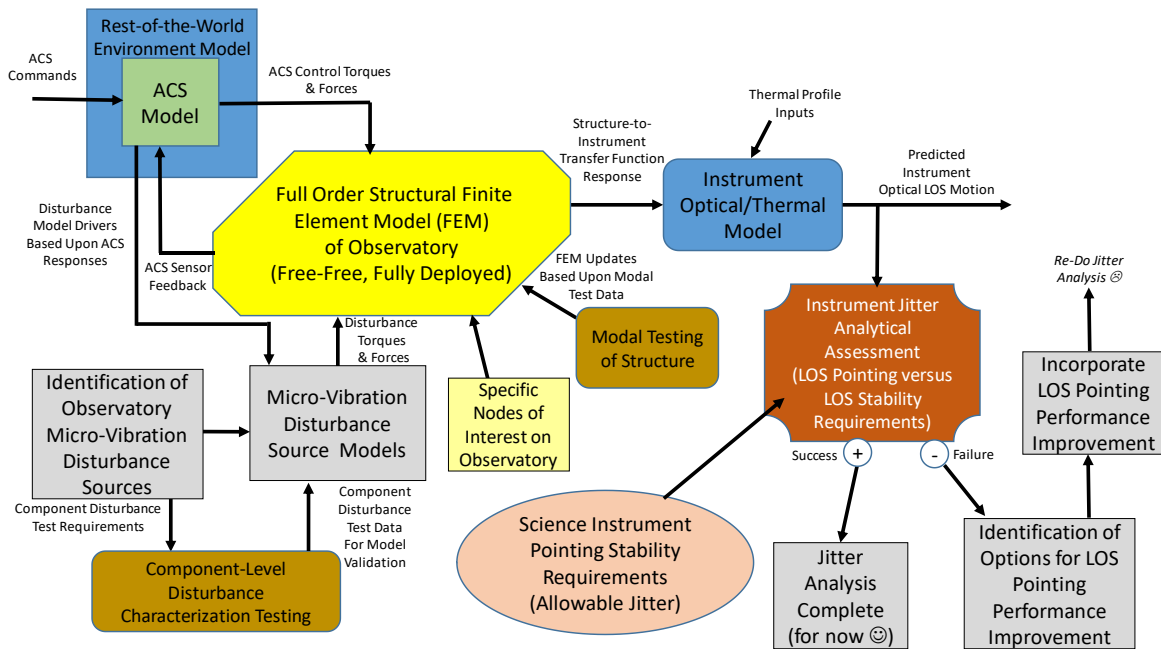 Rest-of-the-World
Environment Model
ACS
Commands
ACS
Model
ACS Control Torques
& Forces
Thermal Profile
Inputs
Structure-to-
Instrument
Transfer Function
Response
Instrument
Optical/Thermal
Model
Predicted
Instrument
Optical LOS Motion
Full Order Structural Finite
Element Model (FEM)
of Observatory
(Free-Free, Fully Deployed)
Disturbance
Model Drivers
Based Upon ACS
Responses
ACS Sensor
Feedback
FEM Updates
Based Upon Modal
Test Data
Re-Do Jitter
Analysis ☹
Modal Testing
of Structure
Instrument Jitter
Analytical
Assessment
(LOS Pointing versus
LOS Stability
Requirements)
Disturbance
Torques
& Forces
Incorporate
LOS Pointing
Performance
Improvement
Identification of
Observatory
Micro-Vibration
Disturbance
Sources
Micro-Vibration
Disturbance
Source Models
Specific
Nodes of
Interest on
Observatory
Success
+
-
Failure
Component Disturbance
Test Requirements
Component
Disturbance
Test Data
For Model
Validation
Component-Level
Disturbance
Characterization Testing
Science Instrument
Pointing Stability
Requirements
(Allowable Jitter)
Jitter
Analysis
Complete
(for now ☺)
Identification of
Options for LOS
Pointing
Performance
Improvement